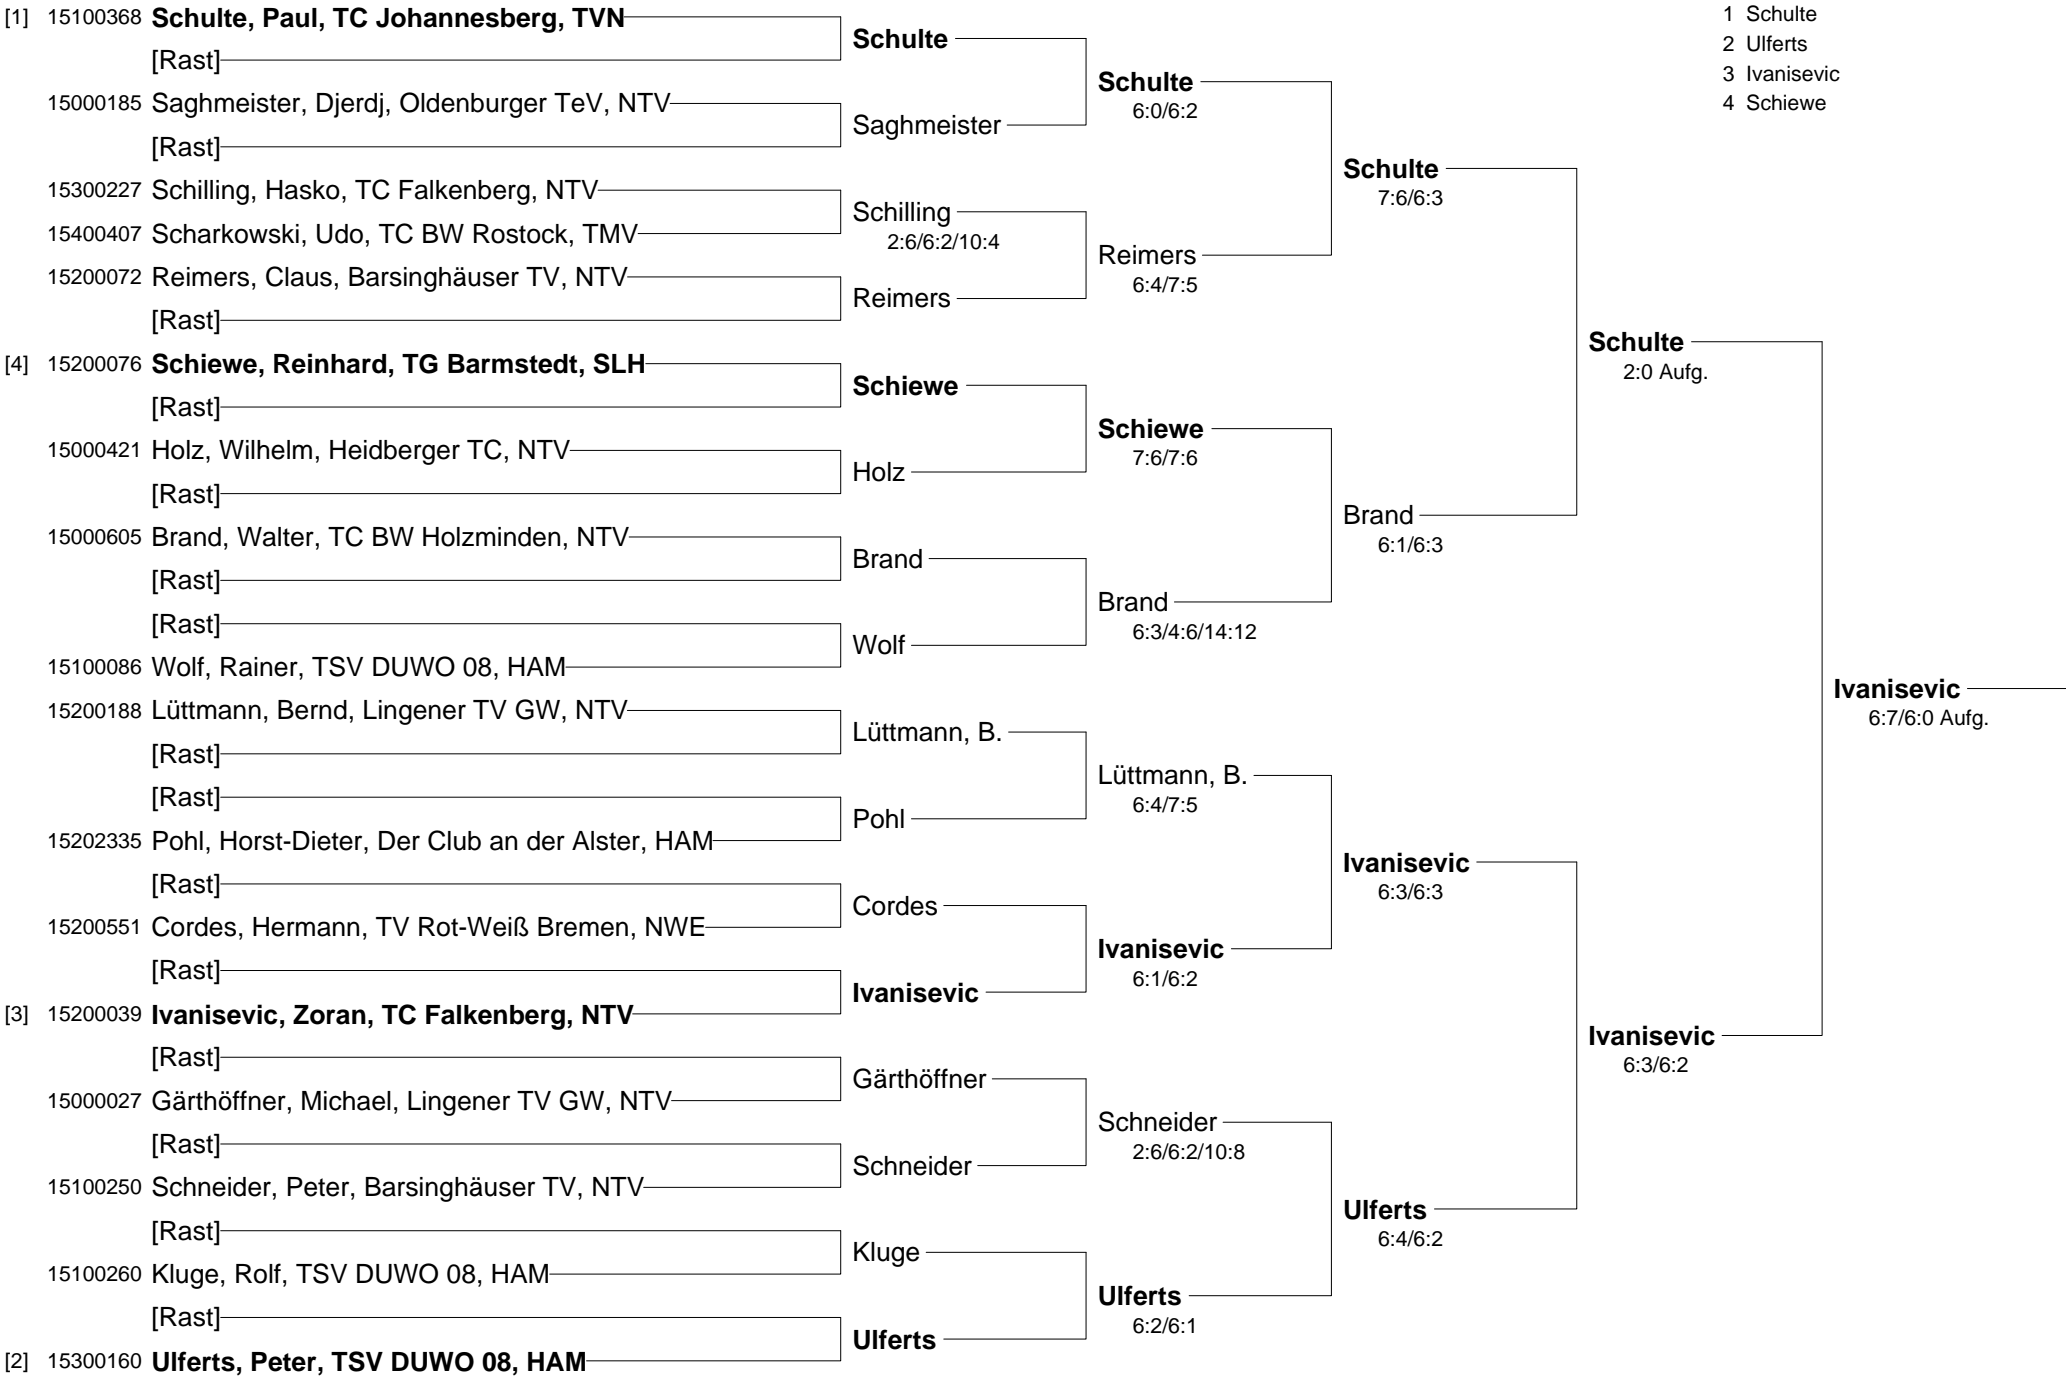 [1] 15100368 Schulte, Paul, TC Johannesberg, TVN
[Rast]
15000185 Saghmeister, Djerdj, Oldenburger TeV, NTV
[Rast]
15300227 Schilling, Hasko, TC Falkenberg, NTV
15400407 Scharkowski, Udo, TC BW Rostock, TMV
15200072 Reimers, Claus, Barsinghäuser TV, NTV
[Rast]
[4] 15200076 Schiewe, Reinhard, TG Barmstedt, SLH
[Rast]
15000421 Holz, Wilhelm, Heidberger TC, NTV
[Rast]
15000605 Brand, Walter, TC BW Holzminden, NTV
[Rast]
[Rast]
15100086 Wolf, Rainer, TSV DUWO 08, HAM
15200188 Lüttmann, Bernd, Lingener TV GW, NTV
[Rast]
[Rast]
15202335 Pohl, Horst-Dieter, Der Club an der Alster, HAM
[Rast]
15200551 Cordes, Hermann, TV Rot-Weiß Bremen, NWE
[Rast]
[3] 15200039 Ivanisevic, Zoran, TC Falkenberg, NTV
[Rast]
15000027 Gärthöffner, Michael, Lingener TV GW, NTV
[Rast]
15100250 Schneider, Peter, Barsinghäuser TV, NTV
[Rast]
15100260 Kluge, Rolf, TSV DUWO 08, HAM
[Rast]
[2] 15300160 Ulferts, Peter, TSV DUWO 08, HAM
Schulte
Saghmeister
Schilling
2:6/6:2/10:4
Reimers
Schiewe
Holz
Brand
Wolf
Lüttmann, B.
Pohl
Cordes
Ivanisevic
Gärthöffner
Schneider
Kluge
Ulferts
Schulte
6:0/6:2
Reimers
6:4/7:5
Schiewe
7:6/7:6
Brand
6:3/4:6/14:12
Lüttmann, B.
6:4/7:5
Ivanisevic
6:1/6:2
Schneider
2:6/6:2/10:8
Ulferts
6:2/6:1
Schulte
7:6/6:3
Brand
6:1/6:3
Ivanisevic
6:3/6:3
Ulferts
6:4/6:2
Schulte
2:0 Aufg.
Ivanisevic
6:3/6:2
Ivanisevic
6:7/6:0 Aufg.
1 Schulte
2 Ulferts
3 Ivanisevic
4 Schiewe